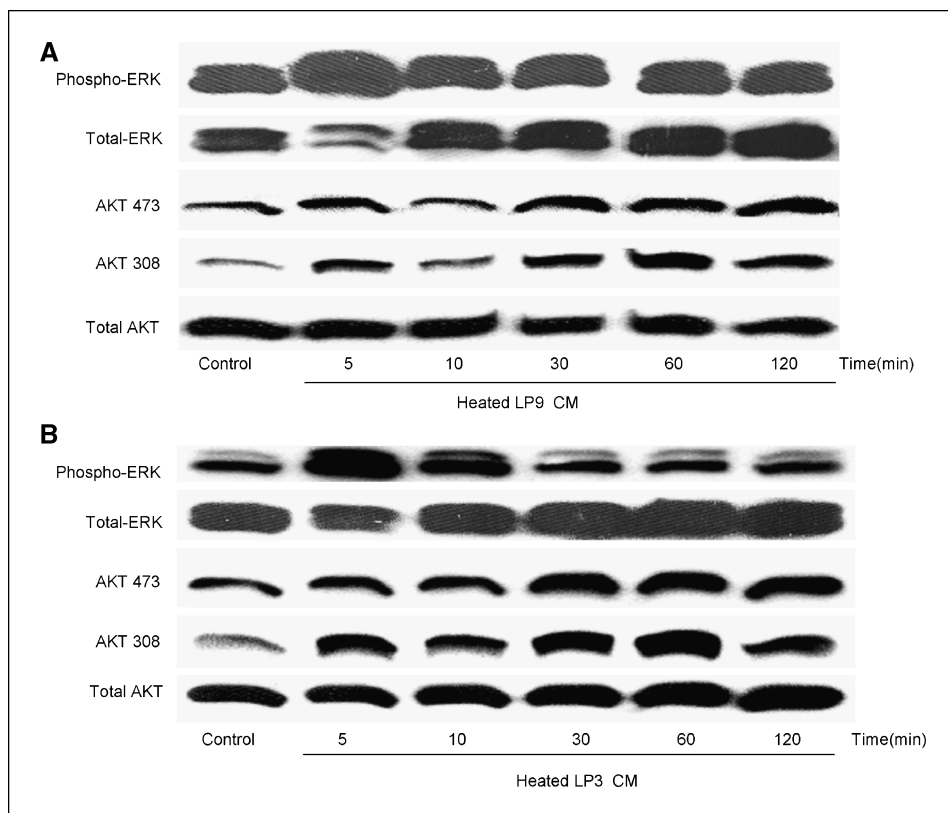 A
Phospho-ERK
Total-ERK
AKT 473
AKT 308
Total AKT
Control 5 10 30 60 120 Time(min)
Heated LP9 CM
B
Phospho-ERK
Total-ERK
AKT 473
AKT 308
Total AKT
Control 5 10 30 60 120 Time(min)
Heated LP3 CM